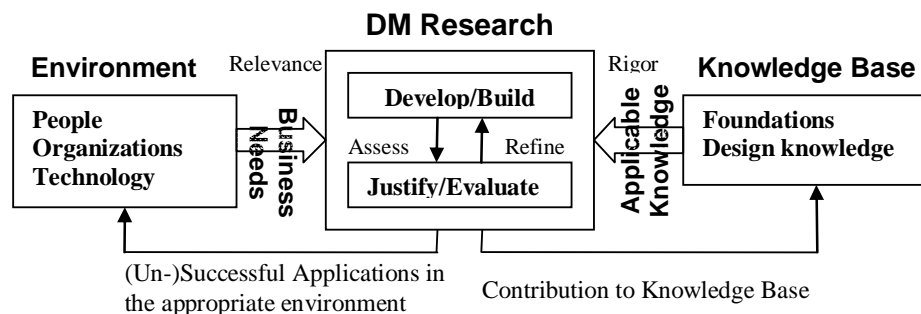 DM Research
Environment
Relevance
Rigor
Knowledge Base
People
Organizations
Technology
Business
Needs
Develop/Build
Assess
Refine
Justify/Evaluate
Applicable
Knowledge
Foundations
Design knowledge
(Un-)Successful Applications in
the appropriate environment
Contribution to Knowledge Base